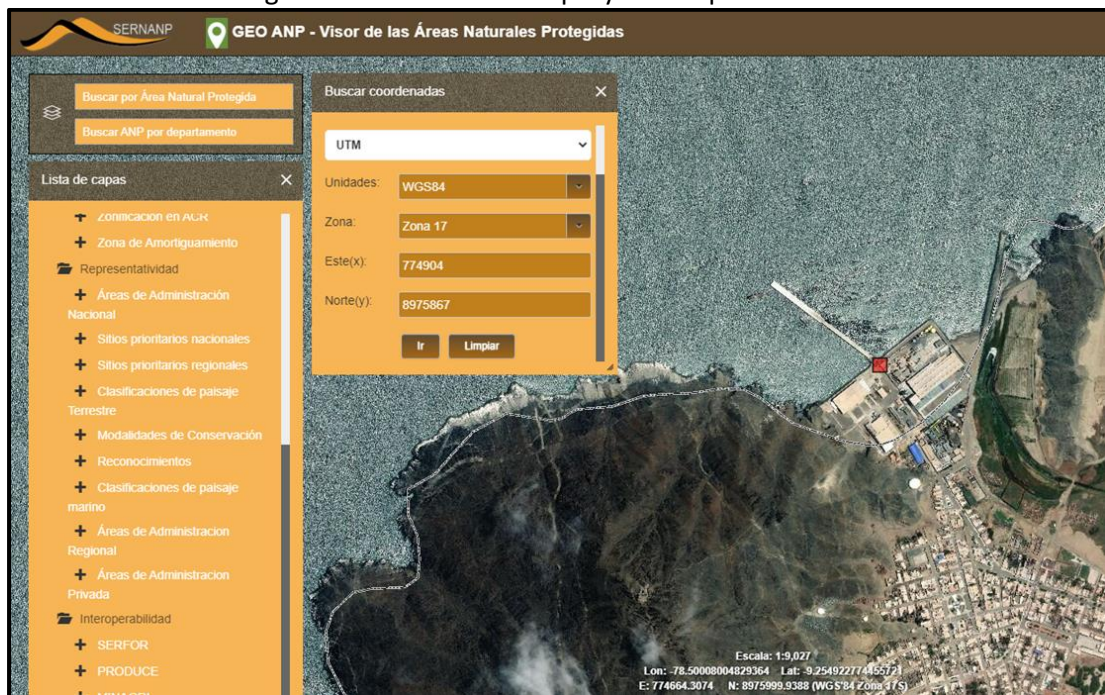 SERNANP
GEO ANP - Visor de las Áreas Naturales Protegidas
Buscar por Área Natural Protegida
Buscar ANP por departamento
Lista de capas
Zonificación en ACR
Zona de Amortiguamiento
Representatividad
Áreas de Administración
Nacional
Sitios prioritarios nacionales
Sitios prioritarios regionales
Clasificaciones de paisaje
Terrestre
Modalidades de Conservación
Reconocimientos
Clasificaciones de paisaje
marino
Áreas de Administracion
Regional
Áreas de Administracion
Privada
Interoperabilidad
SERFOR
PRODUCE
Buscar coordenadas
UTM
Unidades: WGS84
Zona: Zona 17
Este(x): 774904
Norte(y): 8975867
Ir Limpiar
Escala: 1:9,027
Lon: -78.50008004829364 Lat: -9.254922774455721
E: 774664.3074 N: 8975999.9388 (WGS'84 Zona 17S)